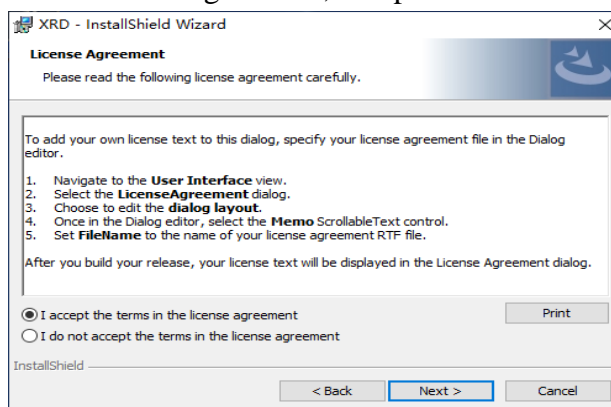 XRD - InstallShield Wizard
License Agreement
Please read the following license agreement carefully.
To add your own license text to this dialog, specify your license agreement file in the Dialog
editor.
1. Navigate to the User Interface view.
2. Select the LicenseAgreement dialog.
3. Choose to edit the dialog layout.
4. Once in the Dialog editor, select the Memo ScrollableText control.
5. Set FileName to the name of your license agreement RTF file.
After you build your release, your license text will be displayed in the License Agreement dialog.
I accept the terms in the license agreement
Print
I do not accept the terms in the license agreement
InstallShield
< Back
Next >
Cancel